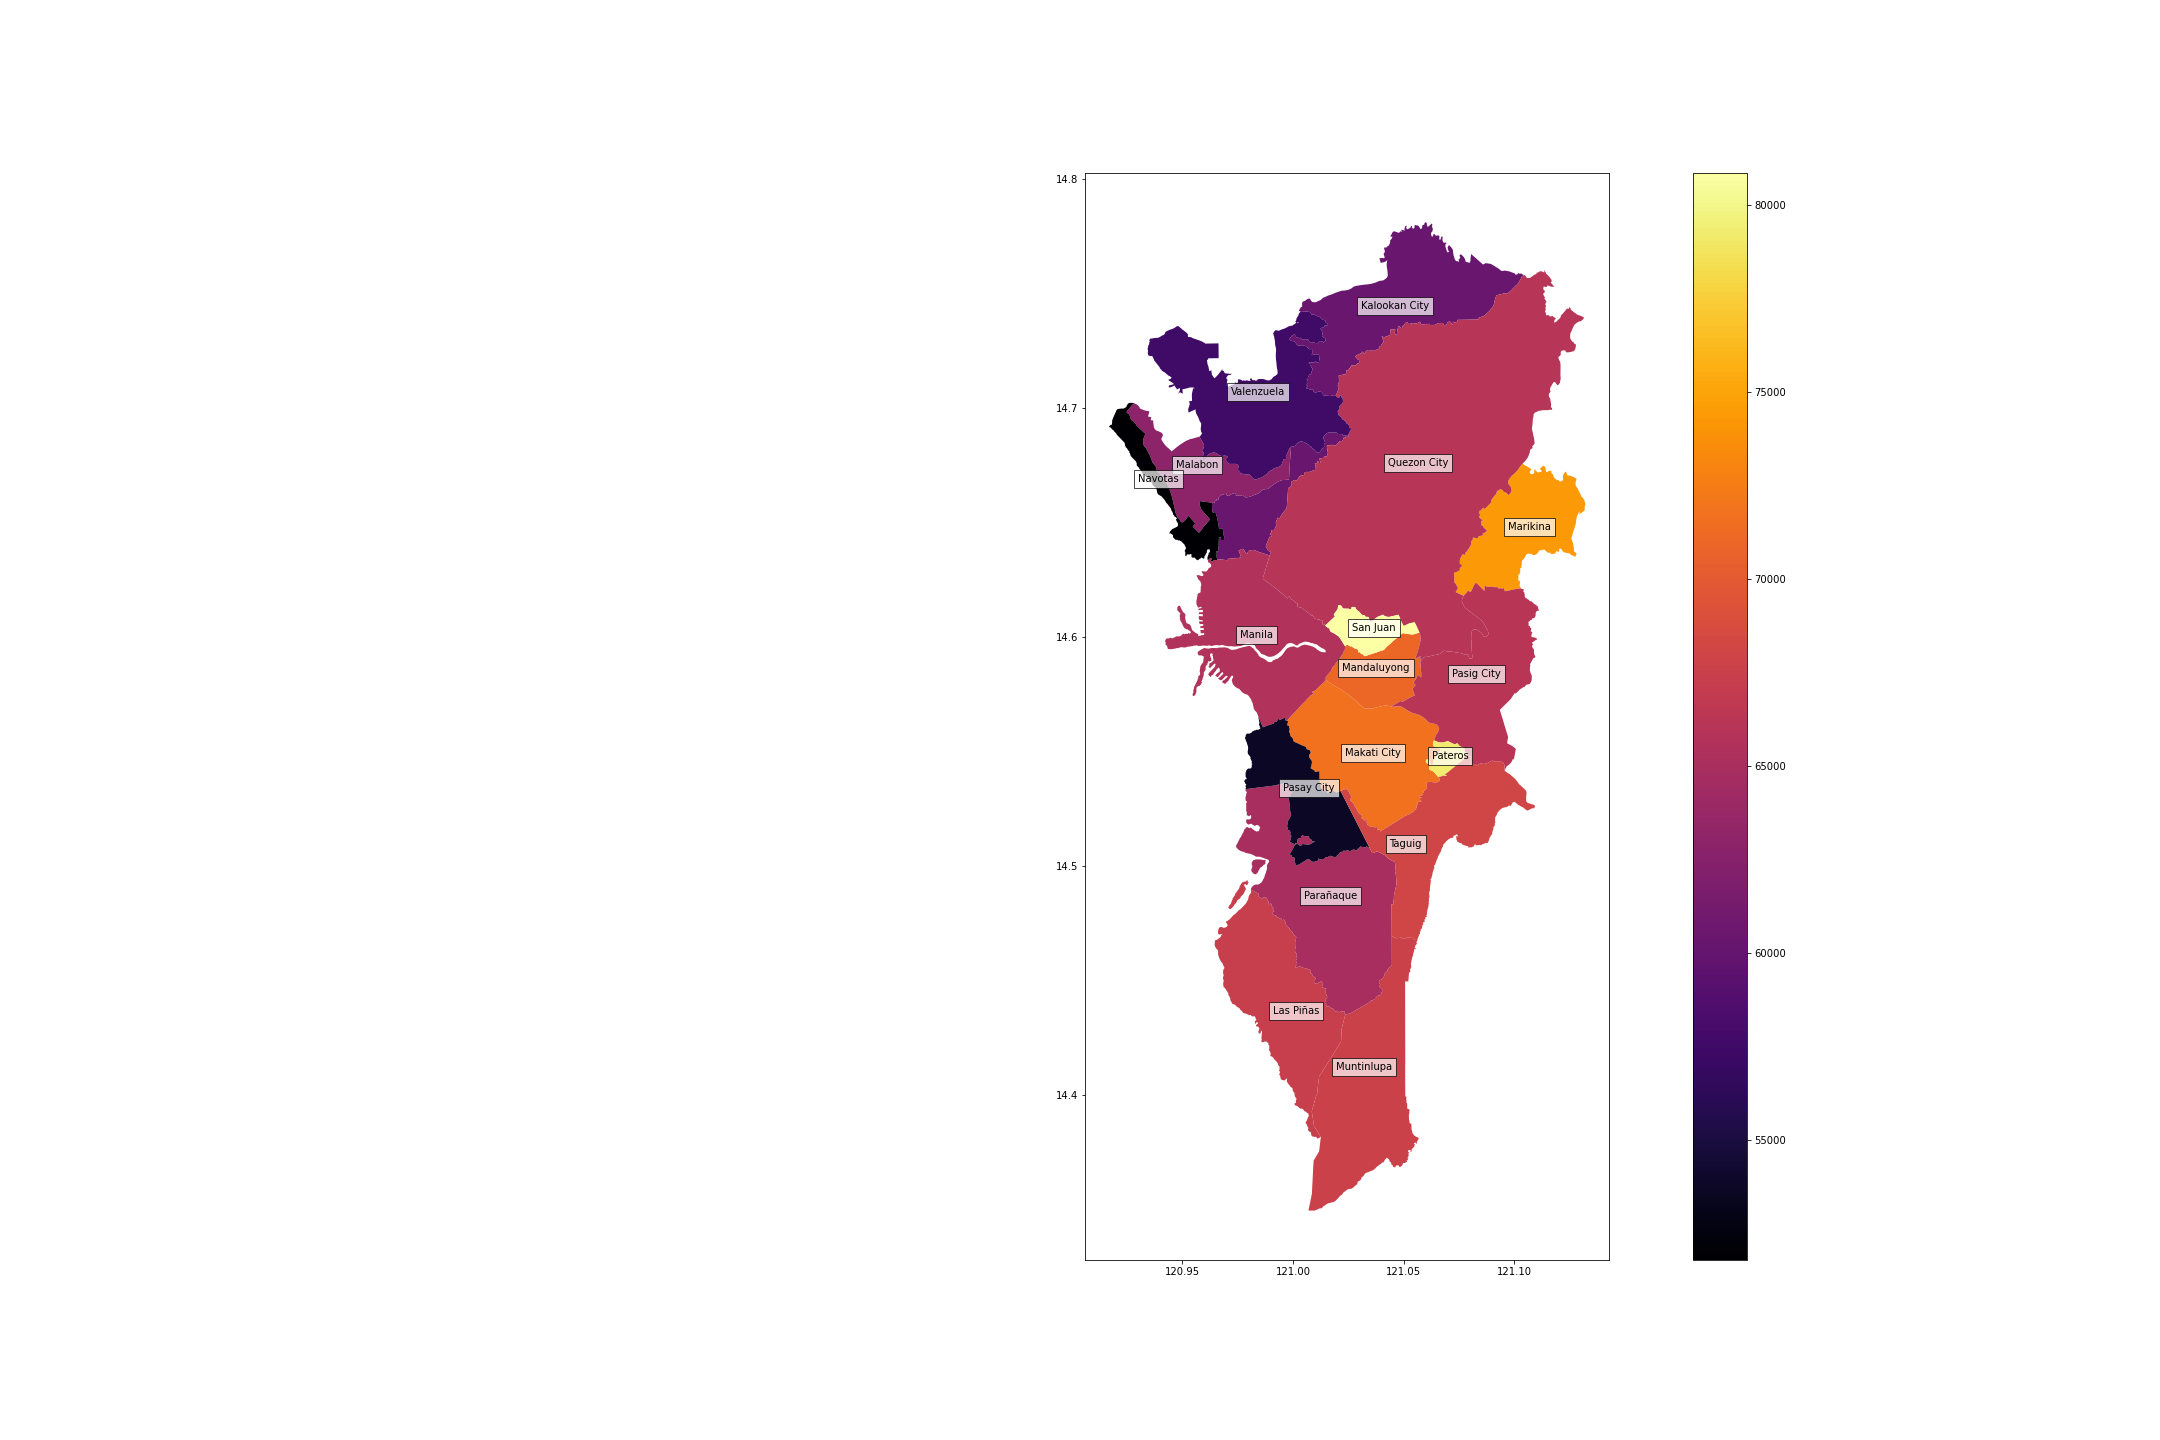 14.8
80000
Kalookan City
75000
Valenzuela
14.7
Quezon City
Malabon
Navotas
Marikina
70000
San Juan
Manila
14.6
Mandaluyong
Pasig City
Makati City
Pateros
65000
Pasay City
Taguig
14.5
Parañaque
60000
Las Piñas
Muntinlupa
14.4
55000
120.95
121.00
121.05
121.10